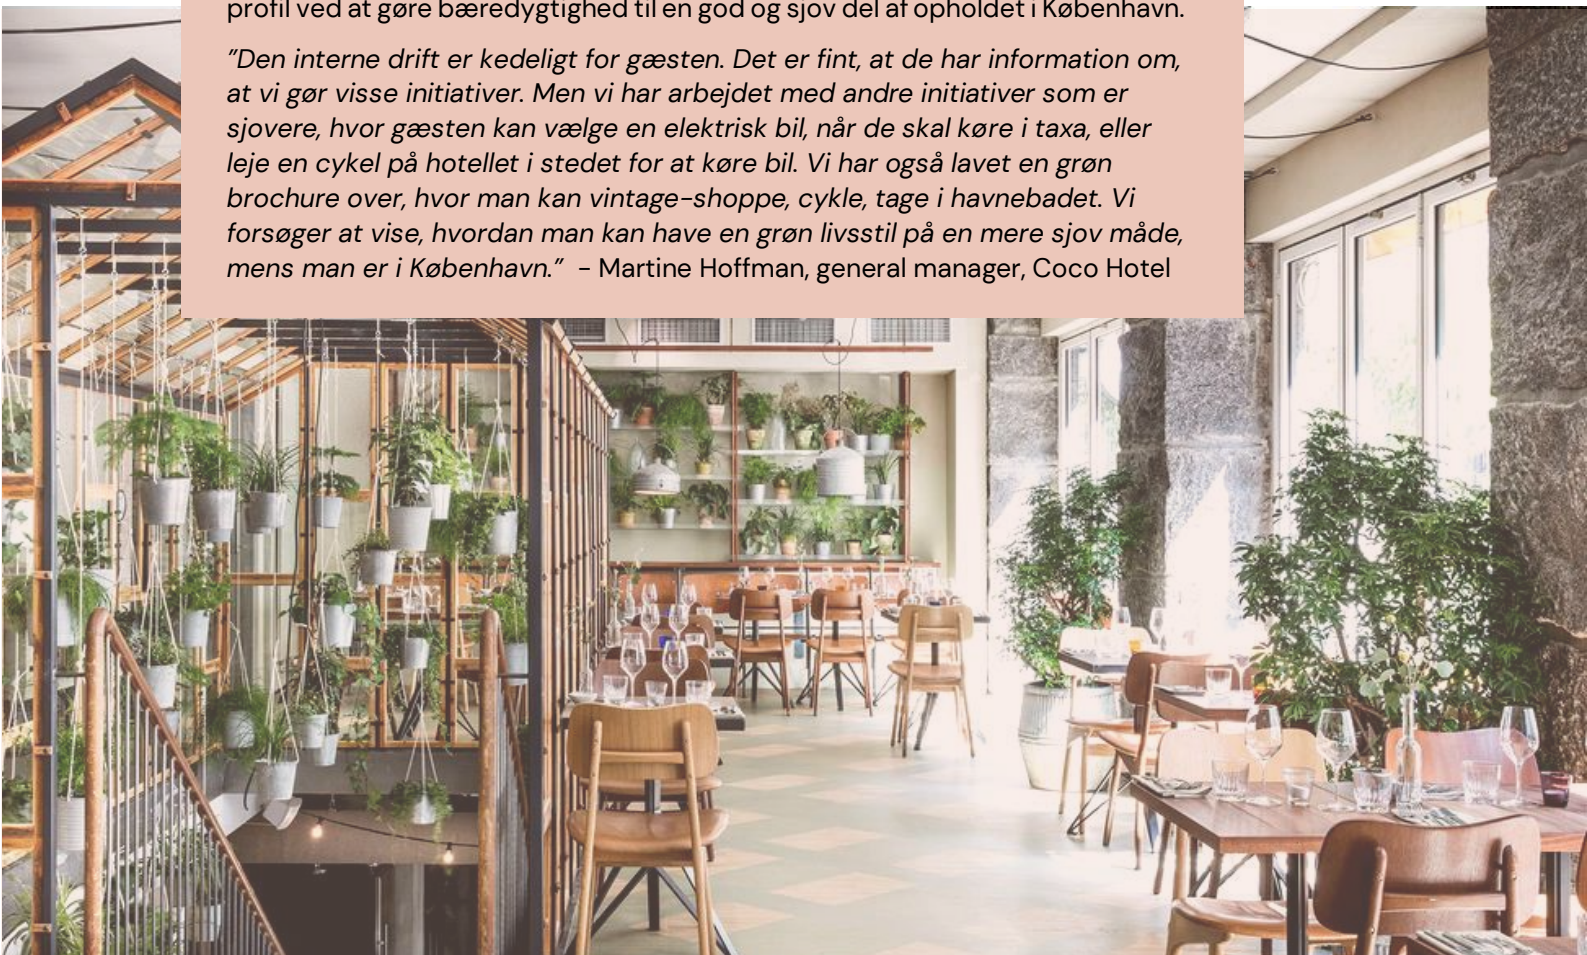 profil ved at gøre bæredygtighed til en god og sjov del af opholdet i København.
”Den interne drift er kedeligt for gæsten. Det er fint, at de har information om,
at vi gør visse initiativer. Men vi har arbejdet med andre initiativer som er
sjovere, hvor gæsten kan vælge en elektrisk bil, når de skal køre i taxa, eller
leje en cykel på hotellet i stedet for at køre bil. Vi har også lavet en grøn
brochure over, hvor man kan vintage-shoppe, cykle, tage i havnebadet. Vi
forsøger at vise, hvordan man kan have en grøn livsstil på en mere sjov måde,
mens man er i København.” - Martine Hoffman, general manager, Coco Hotel